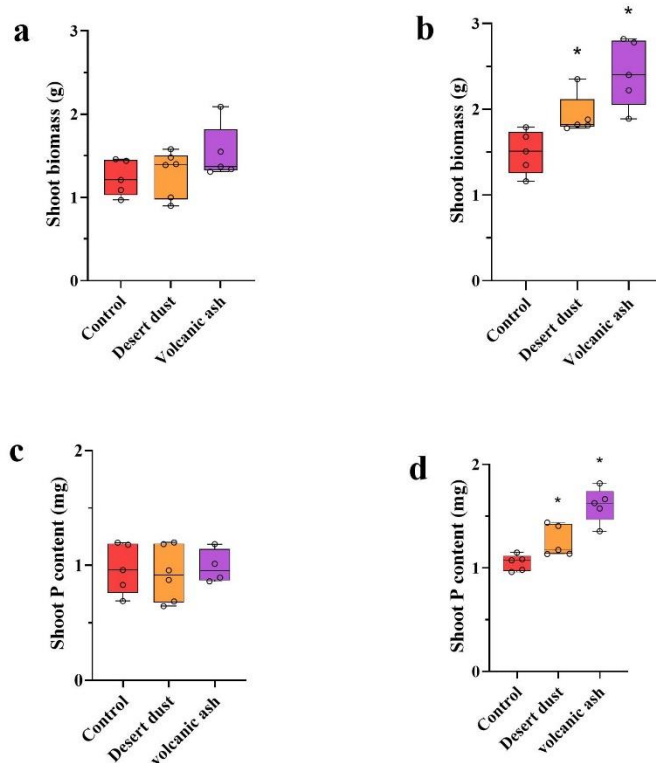 a
Shoot biomass (g)
3
2
1
0
Control
Desert dust
Volcanic ash
b
Shoot biomass (g)
3
2
1
0
*
*
Control
Desert dust
Volcanic ash
c
Shoot P content (mg)
2
1
0
Control
Desert dust
volcanic ash
d
Shoot P content (mg)
2
1
0
*
*
Control
Desert dust
volcanic ash